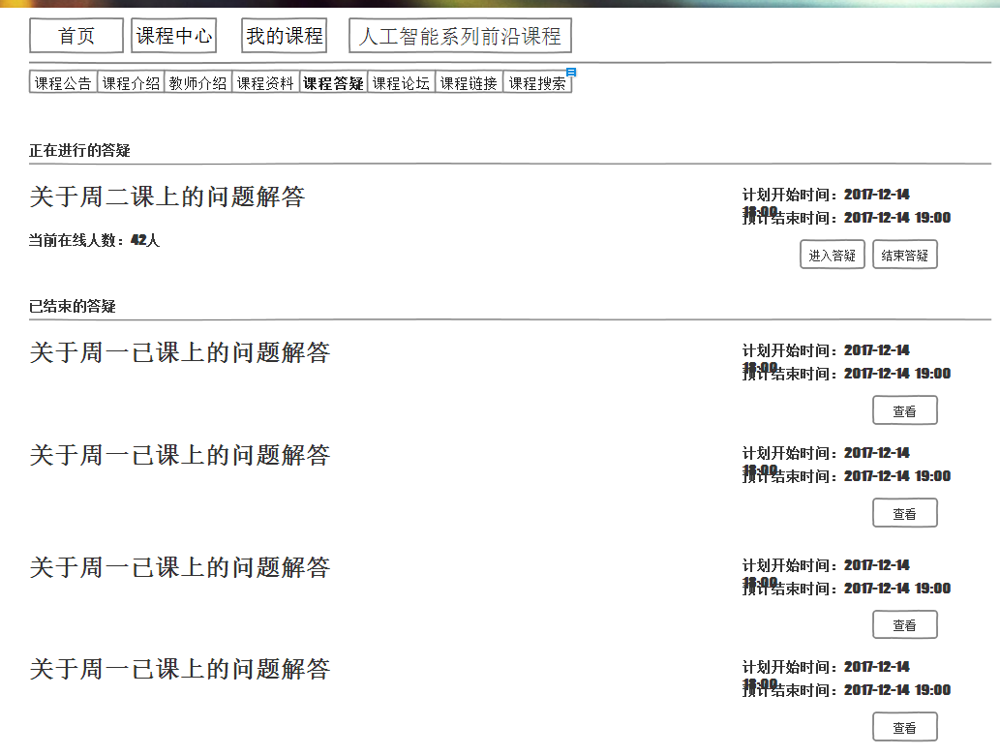 首页 课程中心 我的课程 人工智能系列前沿课程
课程公告 课程介绍 教师介绍 课程资料 课程答疑 课程论坛 课程链接 课程搜索
正在进行的答疑
关于周二课上的问题解答
计划开始时间：2017-12-14
18:00
预计结束时间：2017-12-14 19:00
当前在线人数：42人
进入答疑 结束答疑
已结束的答疑
关于周一已课上的问题解答
计划开始时间：2017-12-14
18:00
预计结束时间：2017-12-14 19:00
查看
关于周一已课上的问题解答
计划开始时间：2017-12-14
18:00
预计结束时间：2017-12-14 19:00
查看
关于周一已课上的问题解答
计划开始时间：2017-12-14
18:00
预计结束时间：2017-12-14 19:00
查看
关于周一已课上的问题解答
计划开始时间：2017-12-14
18:00
预计结束时间：2017-12-14 19:00
查看